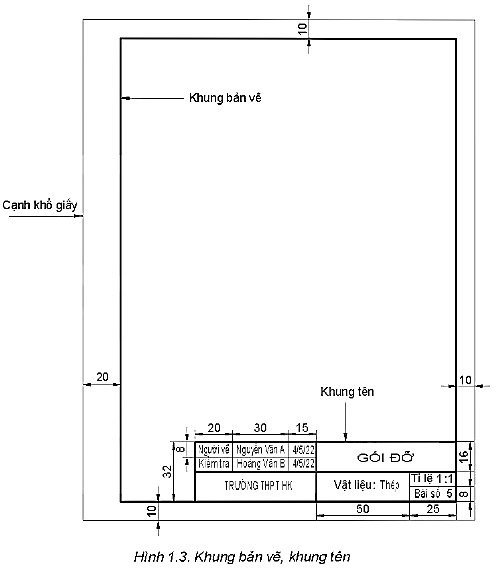 10
Khung bản vẽ
Cạnh khổ giấy
20
10
Khung tên
20 30 15
8
32
Người vẽ Nguyễn Văn A 4/5/22
Kiểm tra Hoàng Văn B 4/5/22
GỐI ĐỠ
16
TRƯỜNG THPT HK
Vật liệu: Thép
Tỉ lệ 1:1
Bài số 5
8
10
50 25
Hình 1.3. Khung bản vẽ, khung tên